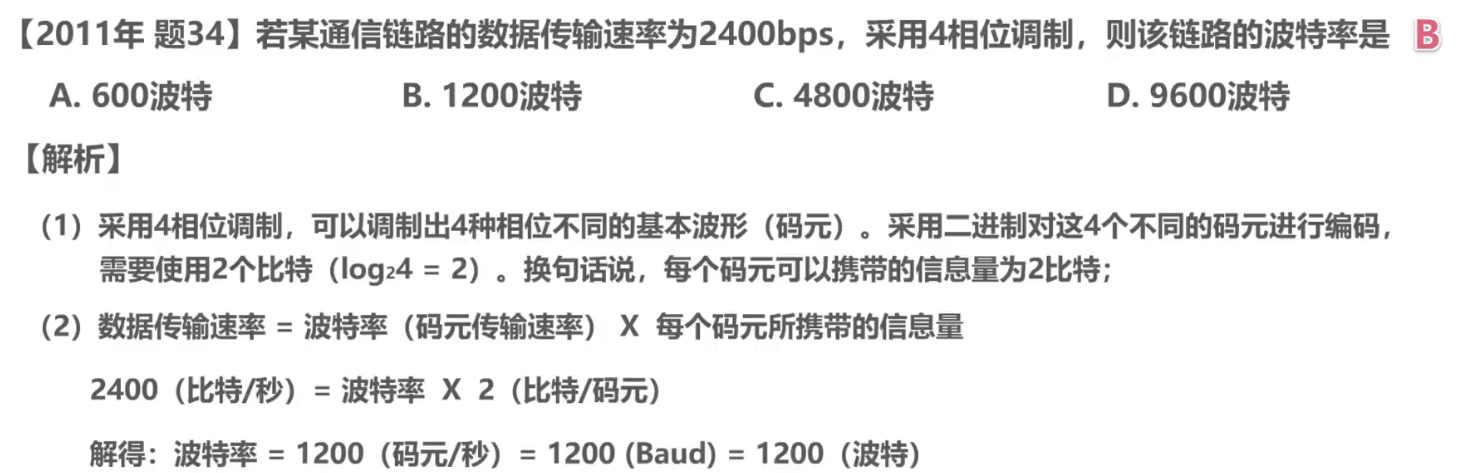 【2011年 题34】若某通信链路的数据传输速率为2400bps，采用4相位调制，则该链路的波特率是 B
A. 600波特 B. 1200波特 C. 4800波特 D. 9600波特
【解析】
（1）采用4相位调制，可以调制出4种相位不同的基本波形（码元）。采用二进制对这4个不同的码元进行编码，
需要使用2个比特（log₂4 = 2）。换句话说，每个码元可以携带的信息量为2比特；
（2）数据传输速率 = 波特率（码元传输速率） X 每个码元所携带的信息量
2400（比特/秒）= 波特率 X 2（比特/码元）
解得：波特率 = 1200（码元/秒）= 1200 (Baud) = 1200（波特）